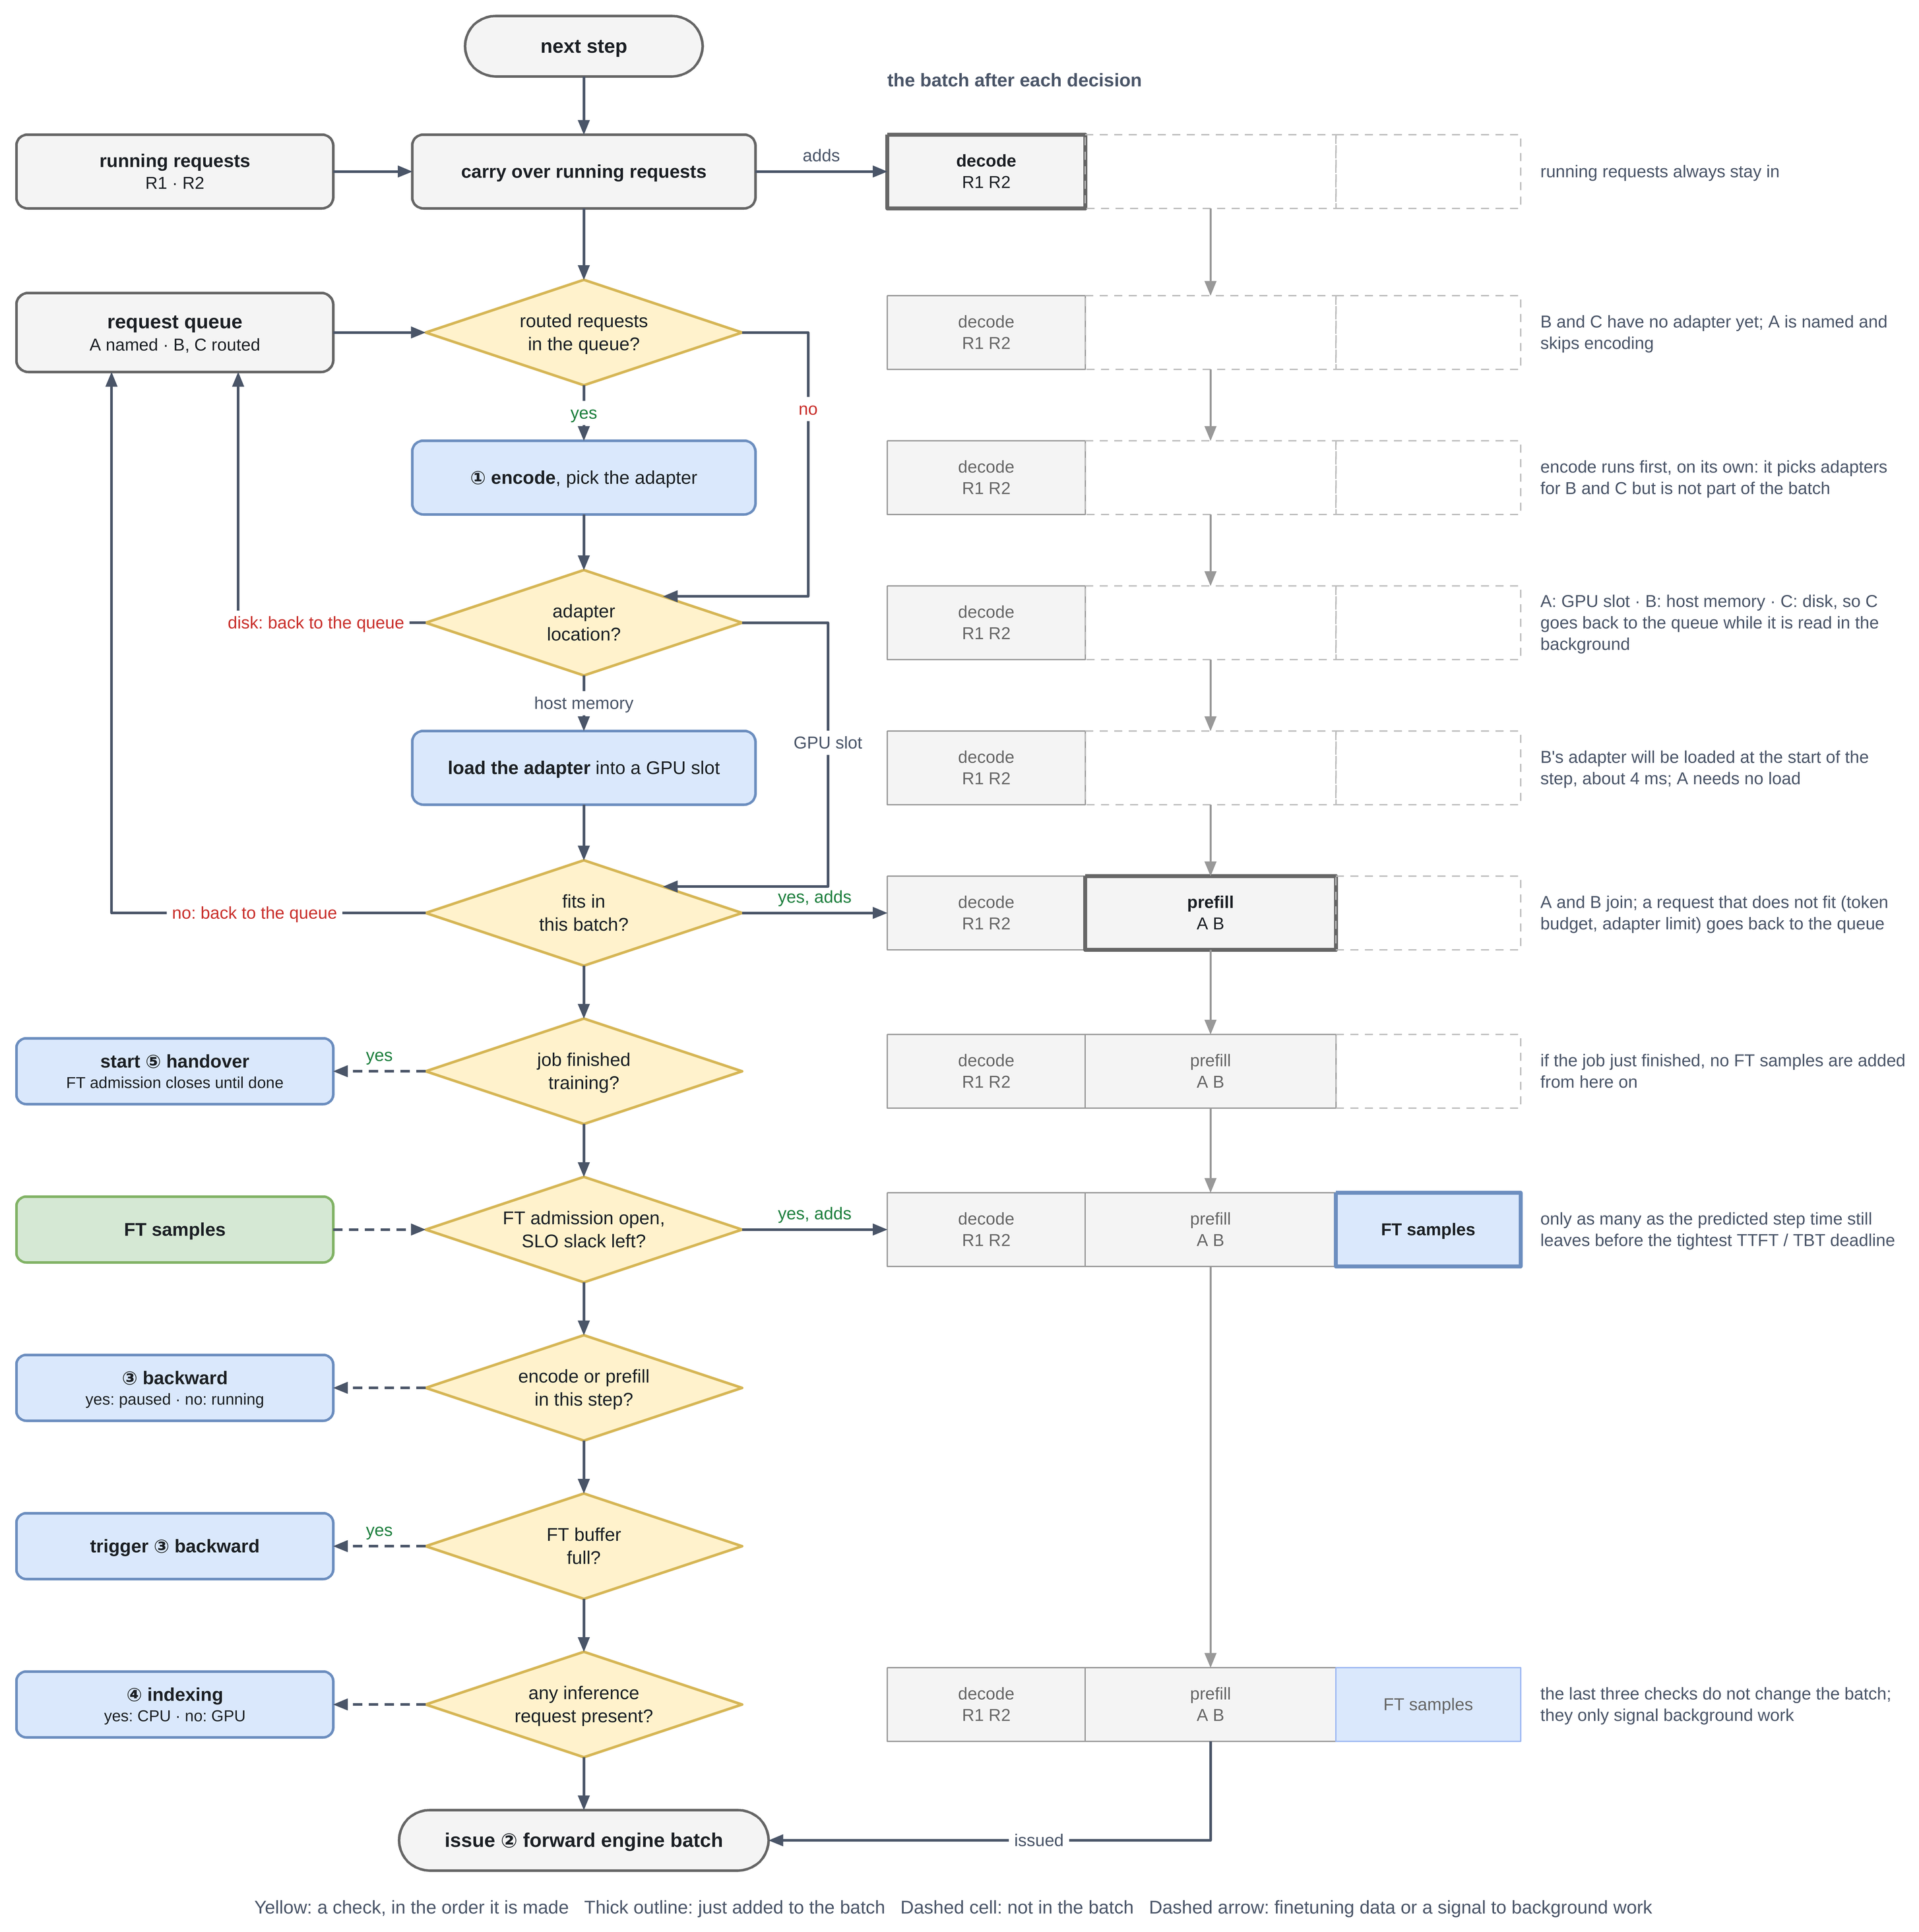 next step
the batch after each decision
running requests
R1 · R2
carry over running requests
adds
decode
R1 R2
running requests always stay in
request queue
A named · B, C routed
routed requests
in the queue?
decode
R1 R2
B and C have no adapter yet; A is named and
skips encoding
yes
no
① encode, pick the adapter
decode
R1 R2
encode runs first, on its own: it picks adapters
for B and C but is not part of the batch
disk: back to the queue
adapter
location?
decode
R1 R2
A: GPU slot · B: host memory · C: disk, so C
goes back to the queue while it is read in the
background
host memory
GPU slot
load the adapter into a GPU slot
decode
R1 R2
B's adapter will be loaded at the start of the
step, about 4 ms; A needs no load
no: back to the queue
fits in
this batch?
yes, adds
decode
R1 R2
prefill
A B
A and B join; a request that does not fit (token
budget, adapter limit) goes back to the queue
start ⑤ handover
FT admission closes until done
yes
job finished
training?
decode
R1 R2
prefill
A B
if the job just finished, no FT samples are added
from here on
FT samples
FT admission open,
SLO slack left?
yes, adds
decode
R1 R2
prefill
A B
FT samples
only as many as the predicted step time still
leaves before the tightest TTFT / TBT deadline
③ backward
yes: paused · no: running
encode or prefill
in this step?
trigger ③ backward
yes
FT buffer
full?
④ indexing
yes: CPU · no: GPU
any inference
request present?
decode
R1 R2
prefill
A B
FT samples
the last three checks do not change the batch;
they only signal background work
issue ② forward engine batch
issued
Yellow: a check, in the order it is made Thick outline: just added to the batch Dashed cell: not in the batch Dashed arrow: finetuning data or a signal to background work